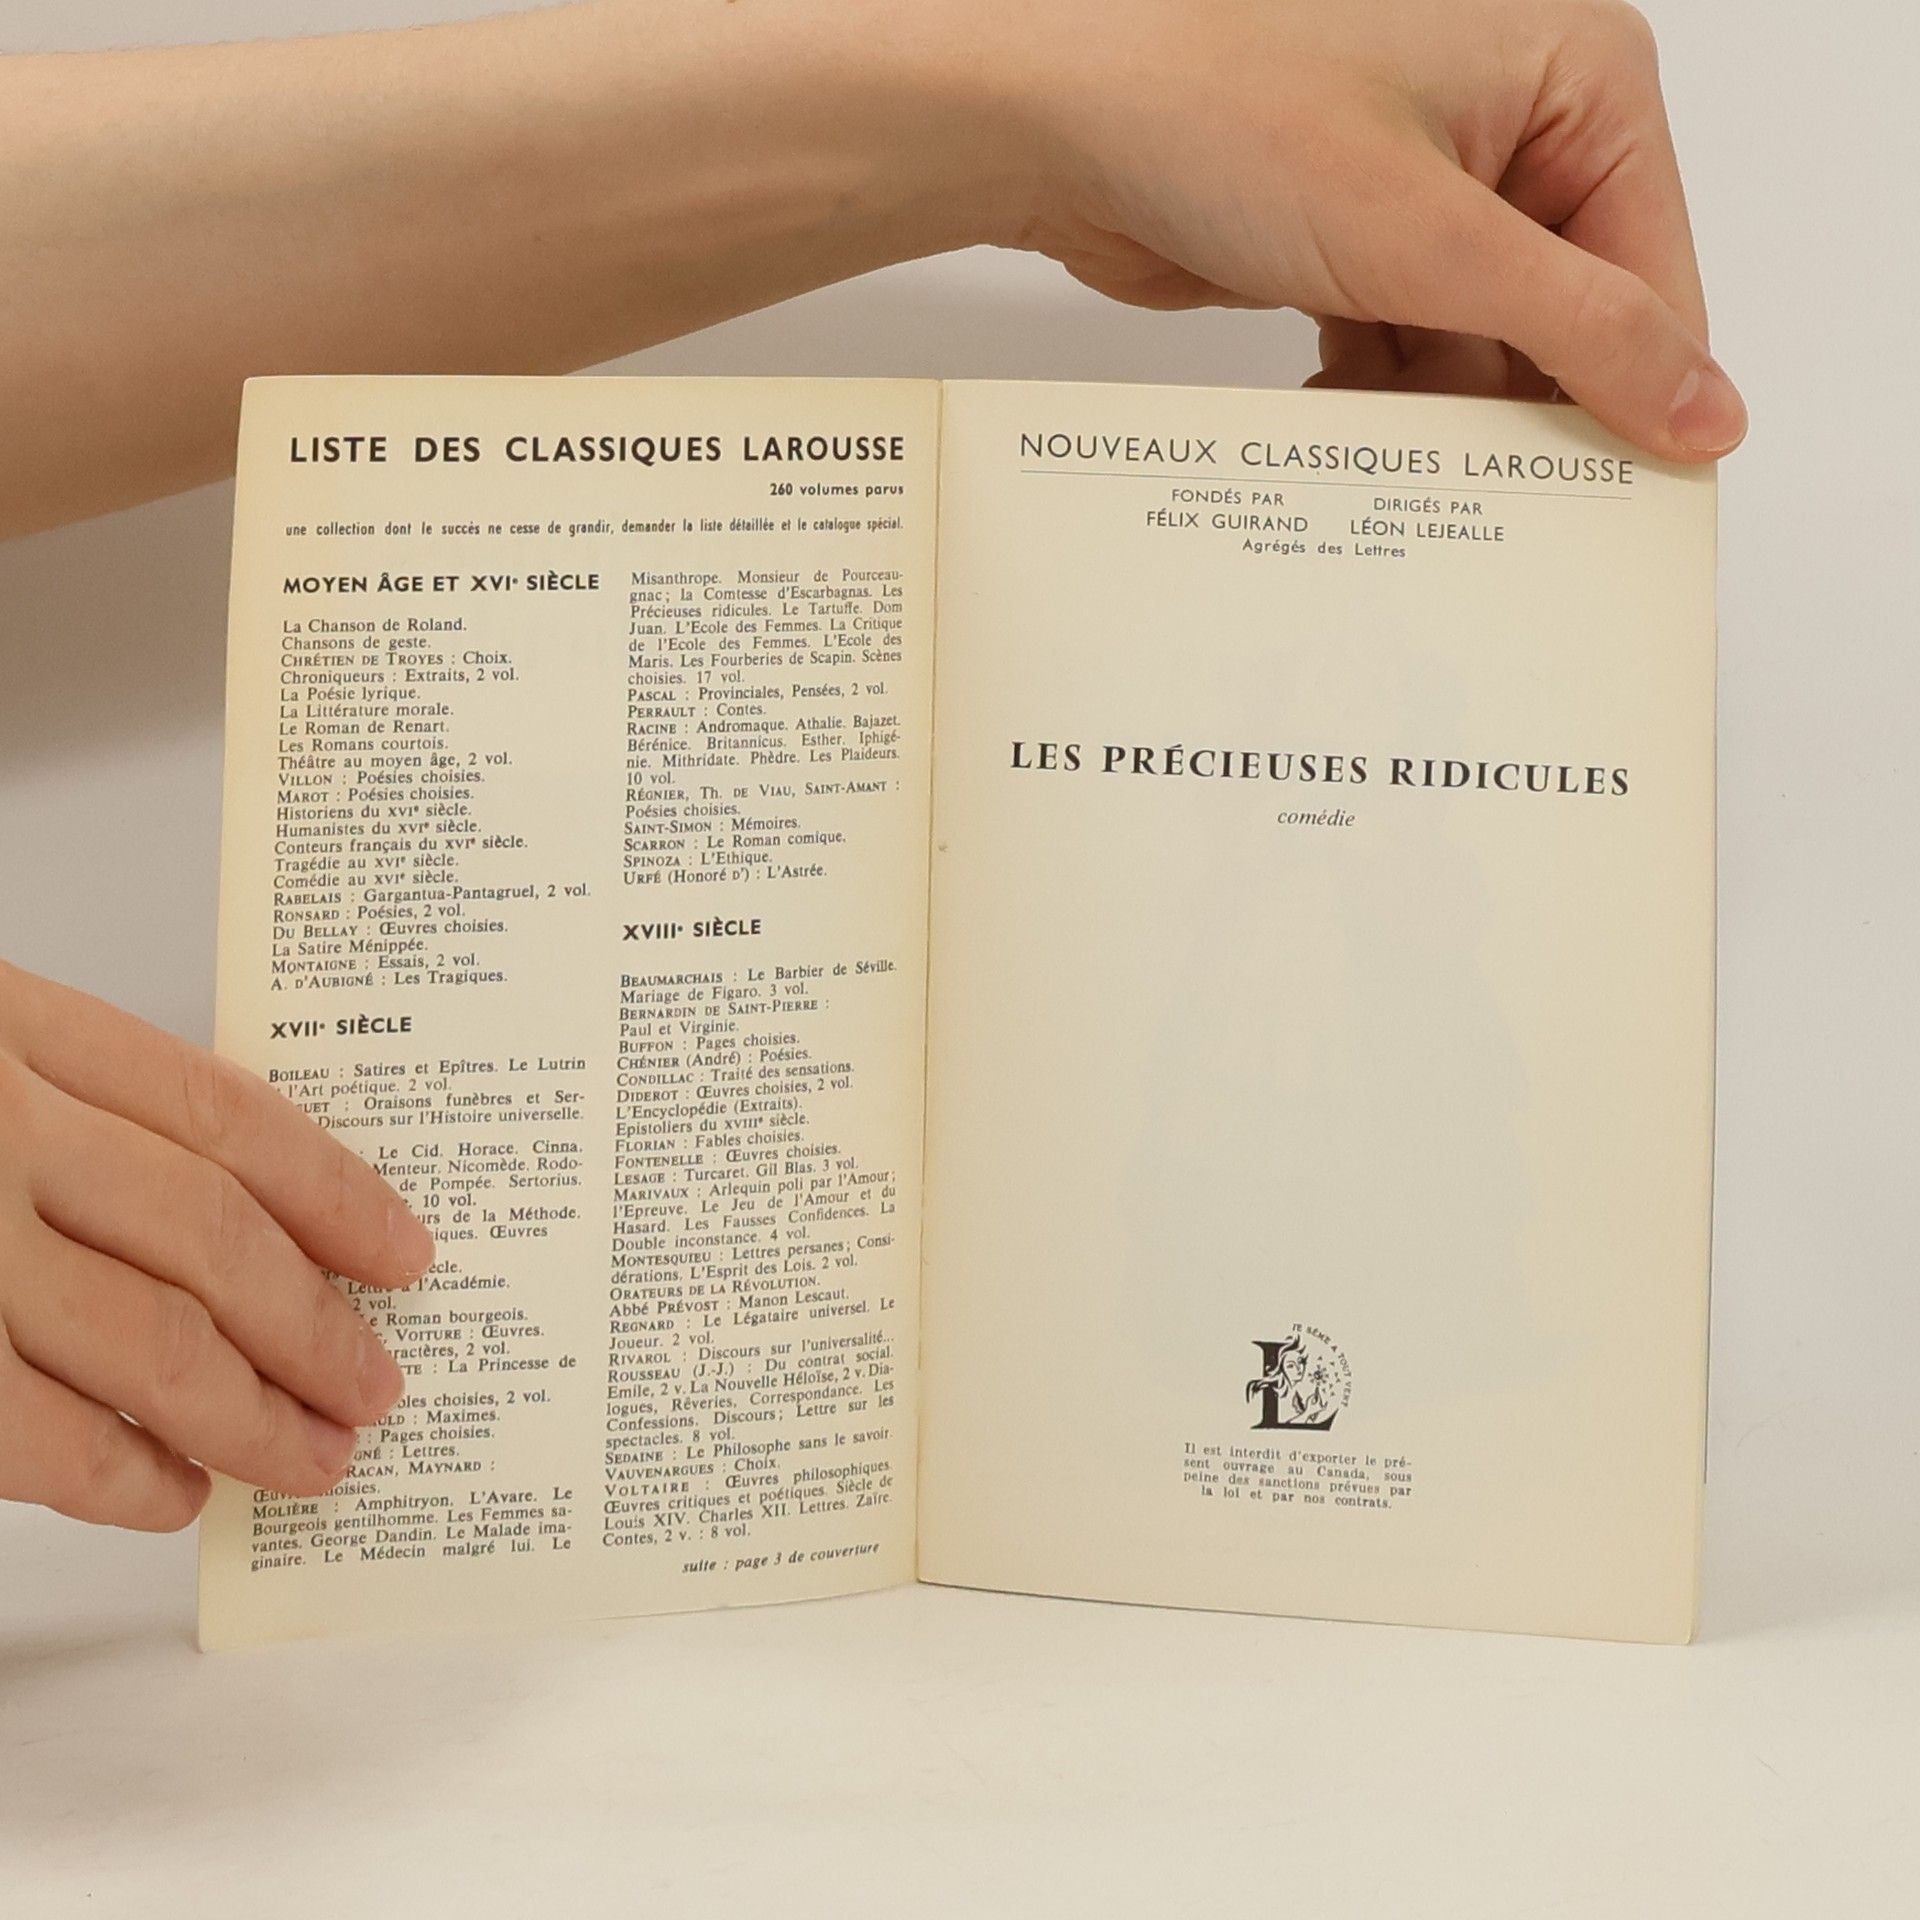 LISTE DES CLASSIQUES LAROUSSE
260 volumes parus
une collection dont le succès ne cesse de grandir, demander la liste détaillée et le catalogue spécial.
MOYEN ÂGE ET XVIe SIÈCLE
La Chanson de Roland.
Chansons de geste.
CHRÉTIEN DE TROYES : Choix.
Chroniqueurs : Extraits, 2 vol.
La Poésie lyrique.
La Littérature morale.
Le Roman de Renart.
Les Romans courtois.
Théâtre au moyen âge, 2 vol.
VILLON : Poésies choisies.
MAROT : Poésies choisies.
Historiens du XVIe siècle.
Humanistes du XVIe siècle.
Conteurs français du XVIe siècle.
Tragédie au XVIe siècle.
Comédie au XVIe siècle.
RABELAIS : Gargantua-Pantagruel, 2 vol.
RONSARD : Poésies, 2 vol.
DU BELLAY : Œuvres choisies.
La Satire Ménippée.
MONTAIGNE : Essais, 2 vol.
A. D'AUBIGNÉ : Les Tragiques.
XVIIe SIÈCLE
BOILEAU : Satires et Epîtres. Le Lutrin
l'Art poétique. 2 vol.
: Oraisons funèbres et Ser-
Discours sur l'Histoire universelle.
: Le Cid. Horace. Cinna.
Menteur. Nicomède. Rodo-
de Pompée. Sertorius.
10 vol.
de la Méthode.
Œuvres
l'Académie.
2 vol.
Roman bourgeois.
VOITURE : Œuvres.
2 vol.
: La Princesse de
choisies, 2 vol.
: Maximes.
: Pages choisies.
: Lettres.
RACAN, MAYNARD :
MOLIÈRE : Amphitryon. L'Avare. Le
Bourgeois gentilhomme. Les Femmes sa-
vantes. George Dandin. Le Malade ima-
ginaire. Le Médecin malgré lui. Le
Misanthrope. Monsieur de Pourceau-
gnac ; la Comtesse d'Escarbagnas. Les
Précieuses ridicules. Le Tartuffe. Dom
Juan. L'Ecole des Femmes. La Critique
de l'Ecole des Femmes. L'Ecole des
Maris. Les Fourberies de Scapin. Scènes
choisies. 17 vol.
PASCAL : Provinciales, Pensées, 2 vol.
PERRAULT : Contes.
RACINE : Andromaque. Athalie. Bajazet.
Bérénice. Britannicus. Esther. Iphigé-
nie. Mithridate. Phèdre. Les Plaideurs.
10 vol.
RÉGNIER, TH. DE VIAU, SAINT-AMANT :
Poésies choisies.
SAINT-SIMON : Mémoires.
SCARRON : Le Roman comique.
SPINOZA : L'Ethique.
URFÉ (Honoré D') : L'Astrée.
XVIIIe SIÈCLE
BEAUMARCHAIS : Le Barbier de Séville.
Mariage de Figaro. 3 vol.
BERNARDIN DE SAINT-PIERRE :
Paul et Virginie.
BUFFON : Pages choisies.
CHÉNIER (André) : Poésies.
CONDILLAC : Traité des sensations.
DIDEROT : Œuvres choisies, 2 vol.
L'Encyclopédie (Extraits).
Epistoliers du XVIIIe siècle.
FLORIAN : Fables choisies.
FONTENELLE : Œuvres choisies.
LESAGE : Turcaret. Gil Blas. 3 vol.
MARIVAUX : Arlequin poli par l'Amour ;
l'Epreuve. Le Jeu de l'Amour et du
Hasard. Les Fausses Confidences. La
Double inconstance. 4 vol.
MONTESQUIEU : Lettres persanes ; Consi-
dérations. L'Esprit des Lois. 2 vol.
ORATEURS DE LA RÉVOLUTION.
Abbé PRÉVOST : Manon Lescaut.
REGNARD : Le Légataire universel. Le
Joueur. 2 vol.
RIVAROL : Discours sur l'universalité...
ROUSSEAU (J.-J.) : Du contrat social.
Emile, 2 v. La Nouvelle Héloïse, 2 v. Dia-
logues, Rêveries, Correspondance. Les
Confessions. Discours ; Lettre sur les
spectacles. 8 vol.
SEDAINE : Le Philosophe sans le savoir.
VAUVENARGUES : Choix.
VOLTAIRE : Œuvres philosophiques.
Œuvres critiques et poétiques. Siècle de
Louis XIV. Charles XII. Lettres. Zaïre.
Contes, 2 v. : 8 vol.
suite : page 3 de couverture
NOUVEAUX CLASSIQUES LAROUSSE
FONDÉS PAR DIRIGÉS PAR
FÉLIX GUIRAND LÉON LEJEALLE
Agrégés des Lettres
LES PRÉCIEUSES RIDICULES
comédie
JE SÈME A TOUT VENT
L
Il est interdit d'exporter le pré-
sent ouvrage au Canada, sous
peine des sanctions prévues par
la loi et par nos contrats.